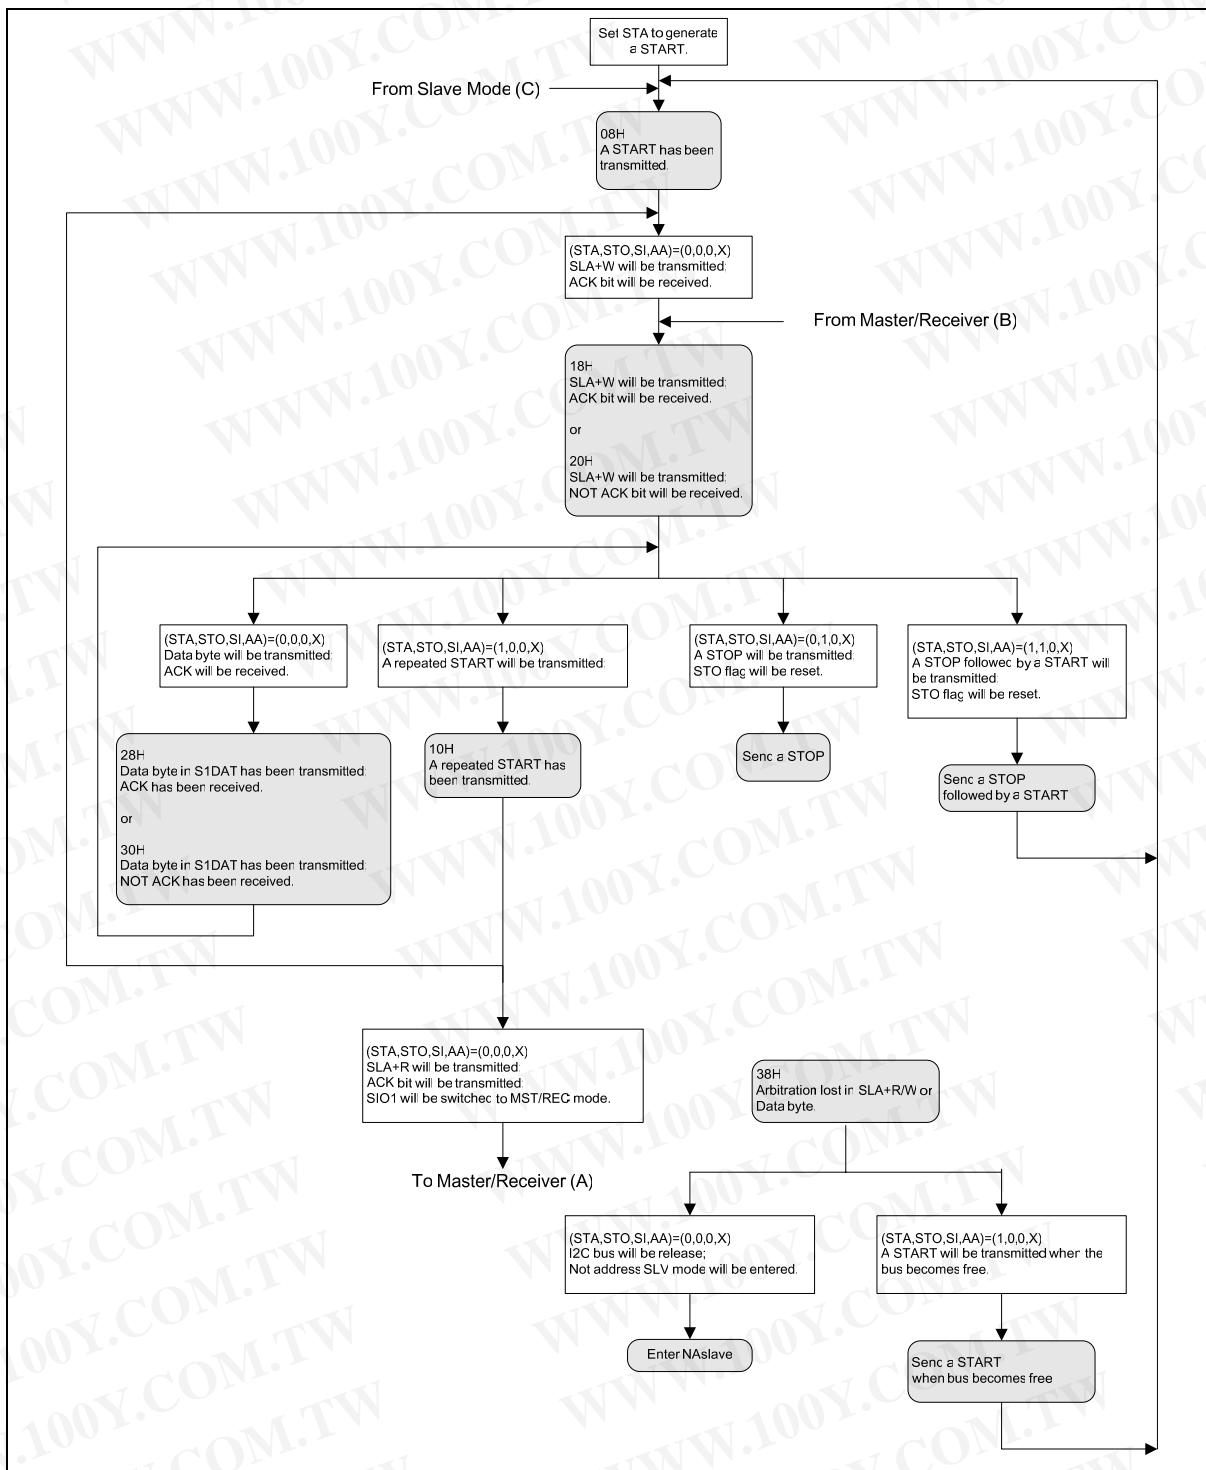 Set STA to generate
a START.
From Slave Mode (C)
08H
A START has been
transmitted.
(STA,STO,SI,AA)=(0,0,0,X)
SLA+W will be transmitted;
ACK bit will be received.
From Master/Receiver (B)
18H
SLA+W will be transmitted;
ACK bit will be received.
or
20H
SLA+W will be transmitted;
NOT ACK bit will be received.
(STA,STO,SI,AA)=(0,0,0,X)
Data byte will be transmitted;
ACK will be received.
(STA,STO,SI,AA)=(1,0,0,X)
A repeated START will be transmitted;
(STA,STO,SI,AA)=(0,1,0,X)
A STOP will be transmitted;
STO flag will be reset.
(STA,STO,SI,AA)=(1,1,0,X)
A STOP followed by a START will
be transmitted;
STO flag will be reset.
28H
Data byte in S1DAT has been transmitted;
ACK has been received.
or
30H
Data byte in S1DAT has been transmitted;
NOT ACK has been received.
10H
A repeated START has
been transmitted.
Send a STOP
Send a STOP
followed by a START
(STA,STO,SI,AA)=(0,0,0,X)
SLA+R will be transmitted;
ACK bit will be transmitted;
SIO1 will be switched to MST/REC mode.
To Master/Receiver (A)
38H
Arbitration lost in SLA+R/W or
Data byte.
(STA,STO,SI,AA)=(0,0,0,X)
I2C bus will be release;
Not address SLV mode will be entered.
(STA,STO,SI,AA)=(1,0,0,X)
A START will be transmitted when the
bus becomes free.
Enter NAslave
Send a START
when bus becomes free
WWW.100Y.COM.TW